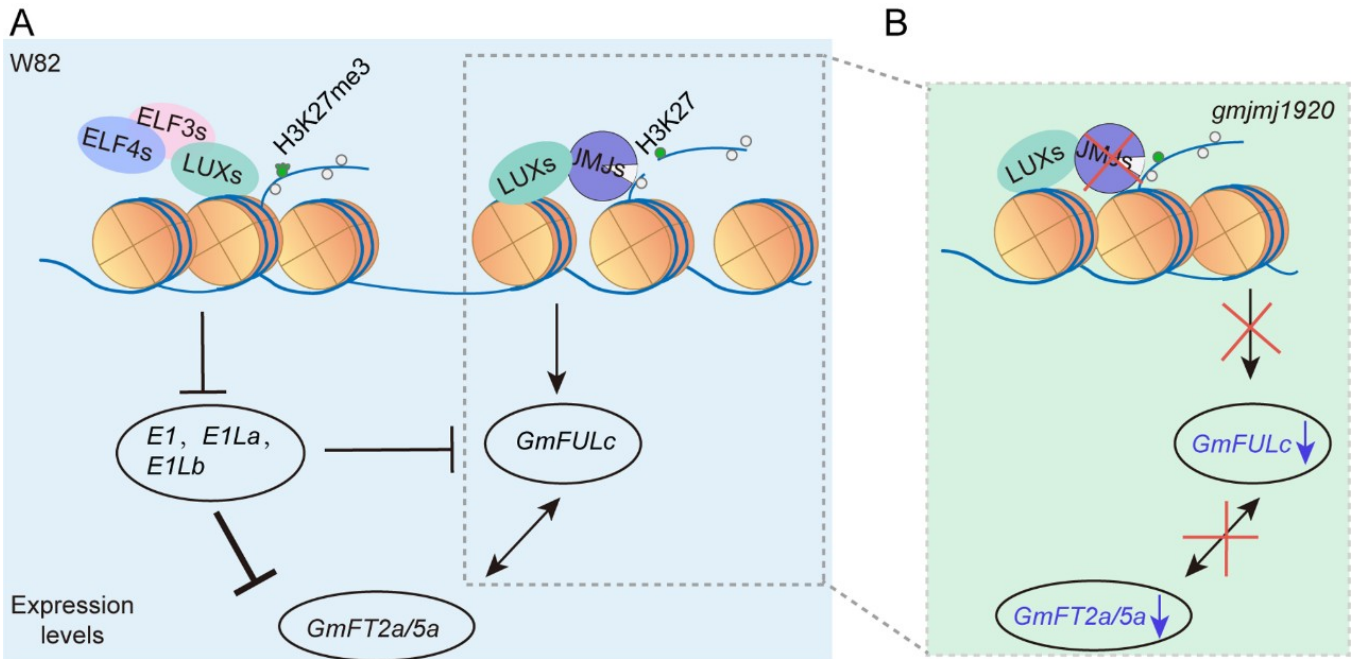 A
W82
ELF3s
ELF4s
LUXs
H3K27me3
LUXs
JMJs
H3K27
E1, E1La,
E1Lb
GmFULc
Expression
levels
GmFT2a/5a
B
gmjmj1920
LUXs
JMJs
GmFULc
GmFT2a/5a